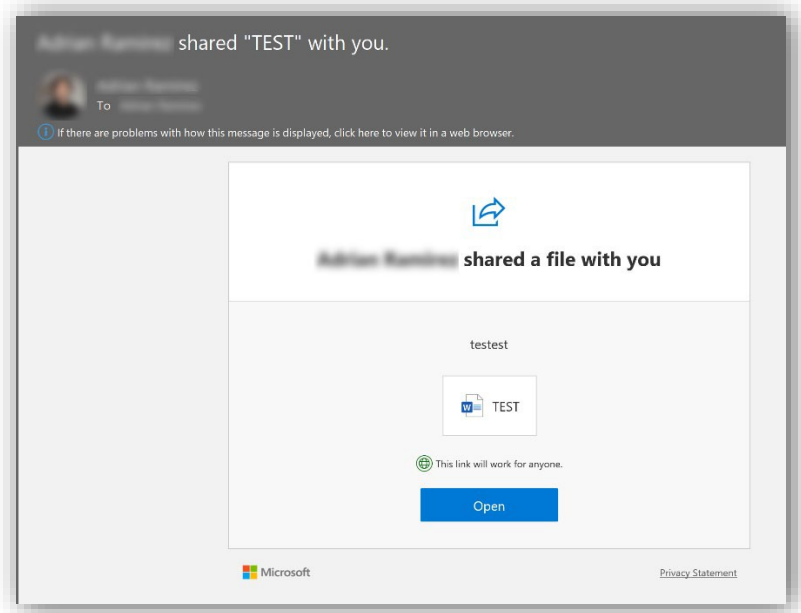 shared "TEST" with you.
To
If there are problems with how this message is displayed, click here to view it in a web browser.
shared a file with you
testest
TEST
This link will work for anyone.
Open
Microsoft
Privacy Statement